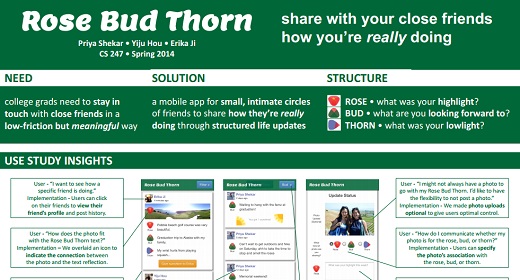 Rose Bud Thorn
Priya Shekar • Yiju Hou • Erika Ji
CS 247 • Spring 2014
share with your close friends
how you're really doing
NEED
college grads need to stay in
touch with close friends in a
low-friction but meaningful way
SOLUTION
a mobile app for small, intimate circles
of friends to share how they're really
doing through structured life updates
STRUCTURE
ROSE • what was your highlight?
BUD • what are you looking forward to?
THORN • what was your lowlight?
USE STUDY INSIGHTS
User - "I want to see how a
specific friend is doing."
Implementation - Users can click
on their friends to view their
friend's profile and post history.
User - "How does the photo fit
with the Rose Bud Thorn text?"
Implementation - We overlaid an icon to
indicate the connection between
the photo and the text reflection.
Rose Bud Thorn
Rose Bud Thorn
Update Status
User - "I might not always have a photo to
go with my Rose Bud Thorn. I'd like to have
the flexibility to not post a photo."
Implementation - We made photo uploads
optional to give users optimal control.
User - "How do I communicate whether my
photo is for the rose, bud, or thorn?"
Implementation - Users can specify
the photo's association with
the rose, bud, or thorn.